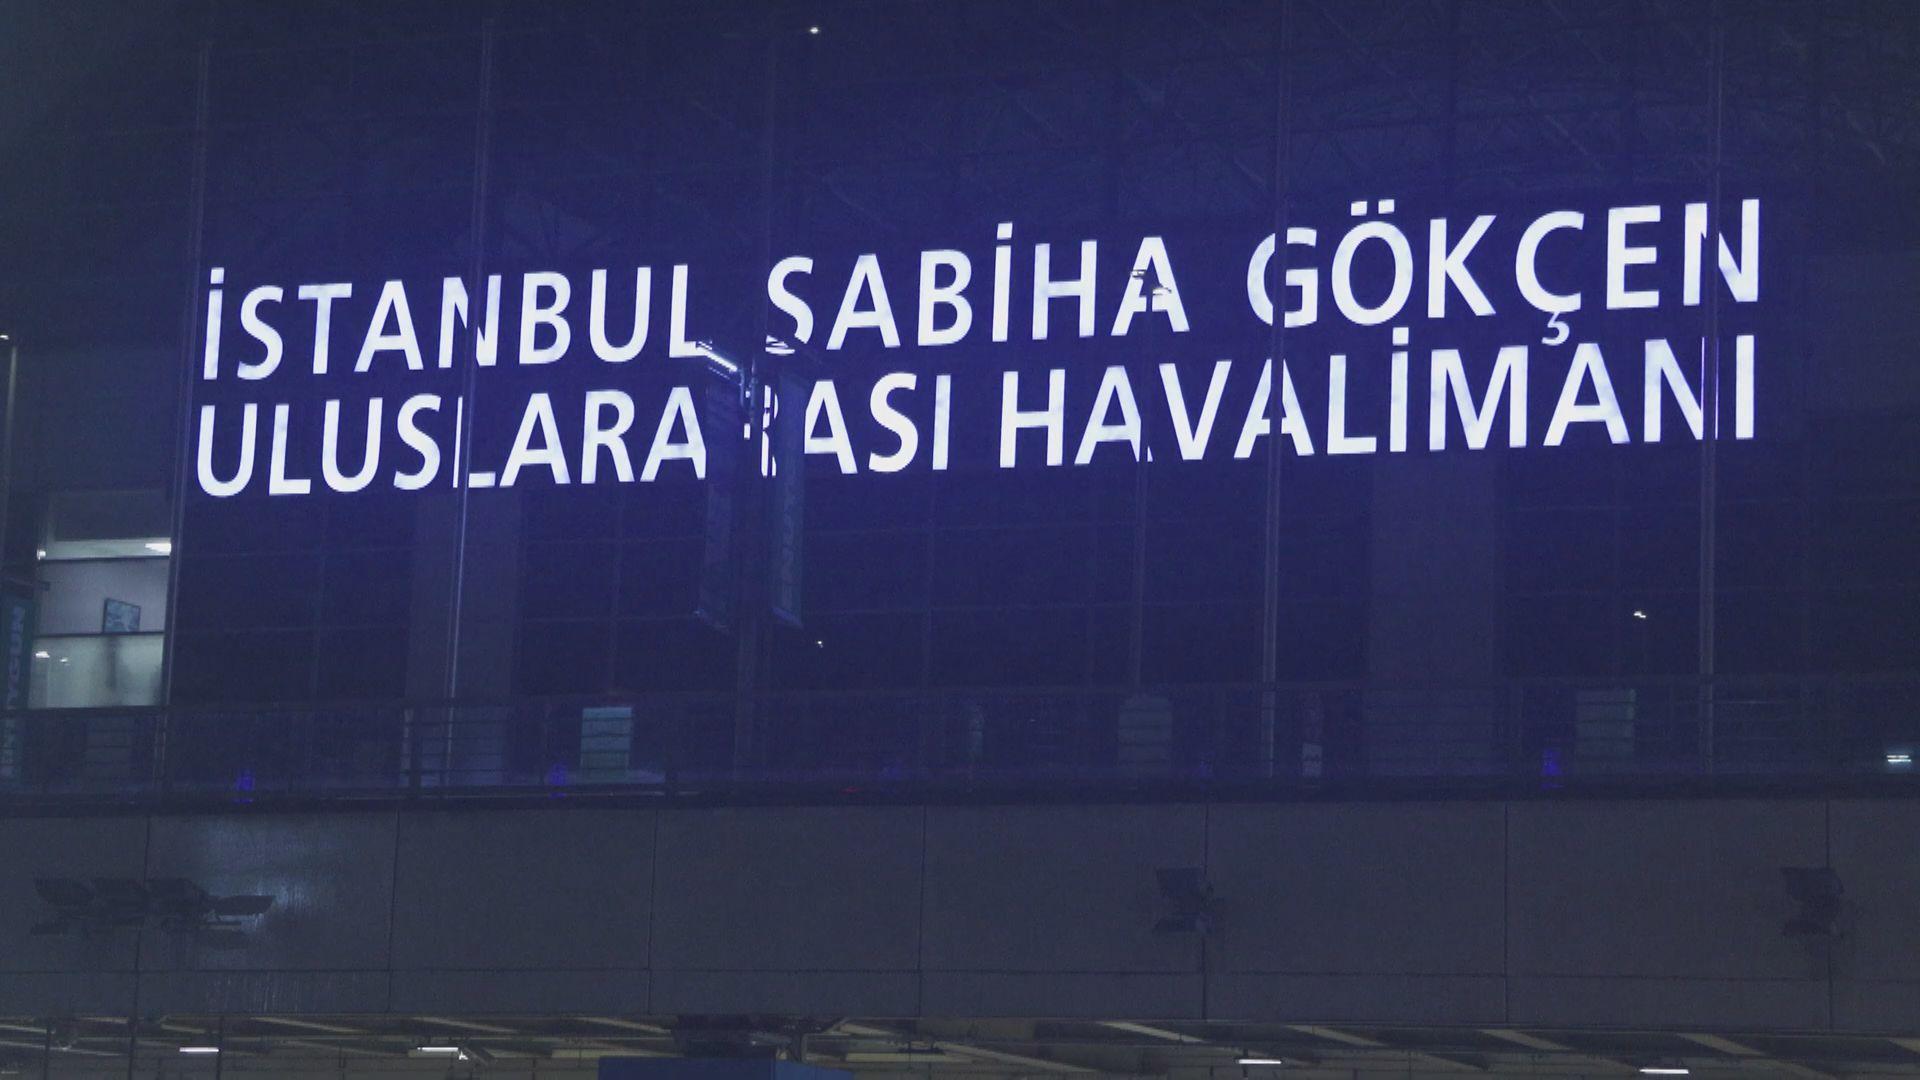 İSTANBUL SABİHA GÖKÇEN
ULUSLARARASI HAVALİMANI